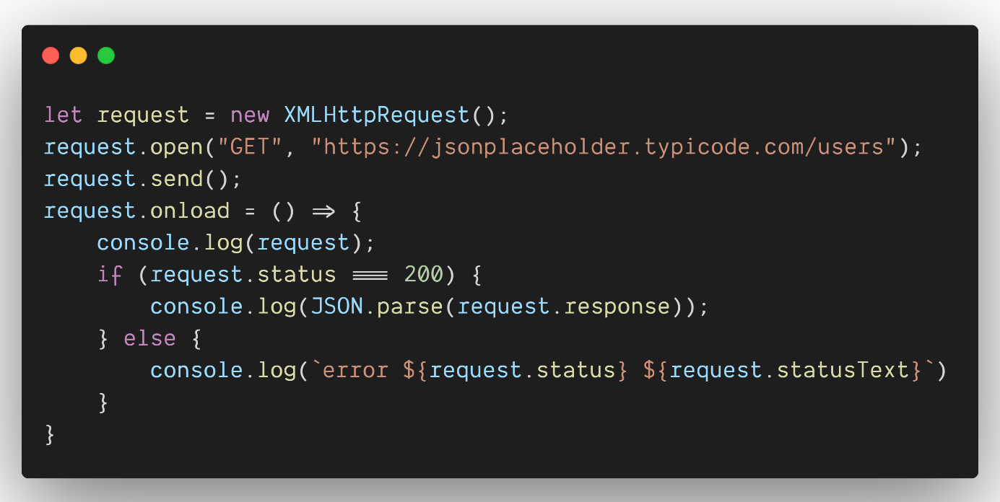 let request = new XMLHttpRequest();
request.open("GET", "https://jsonplaceholder.typicode.com/users");
request.send();
request.onload = () => {
    console.log(request);
    if (request.status === 200) {
        console.log(JSON.parse(request.response));
    } else {
        console.log(`error ${request.status} ${request.statusText}`)
    }
}